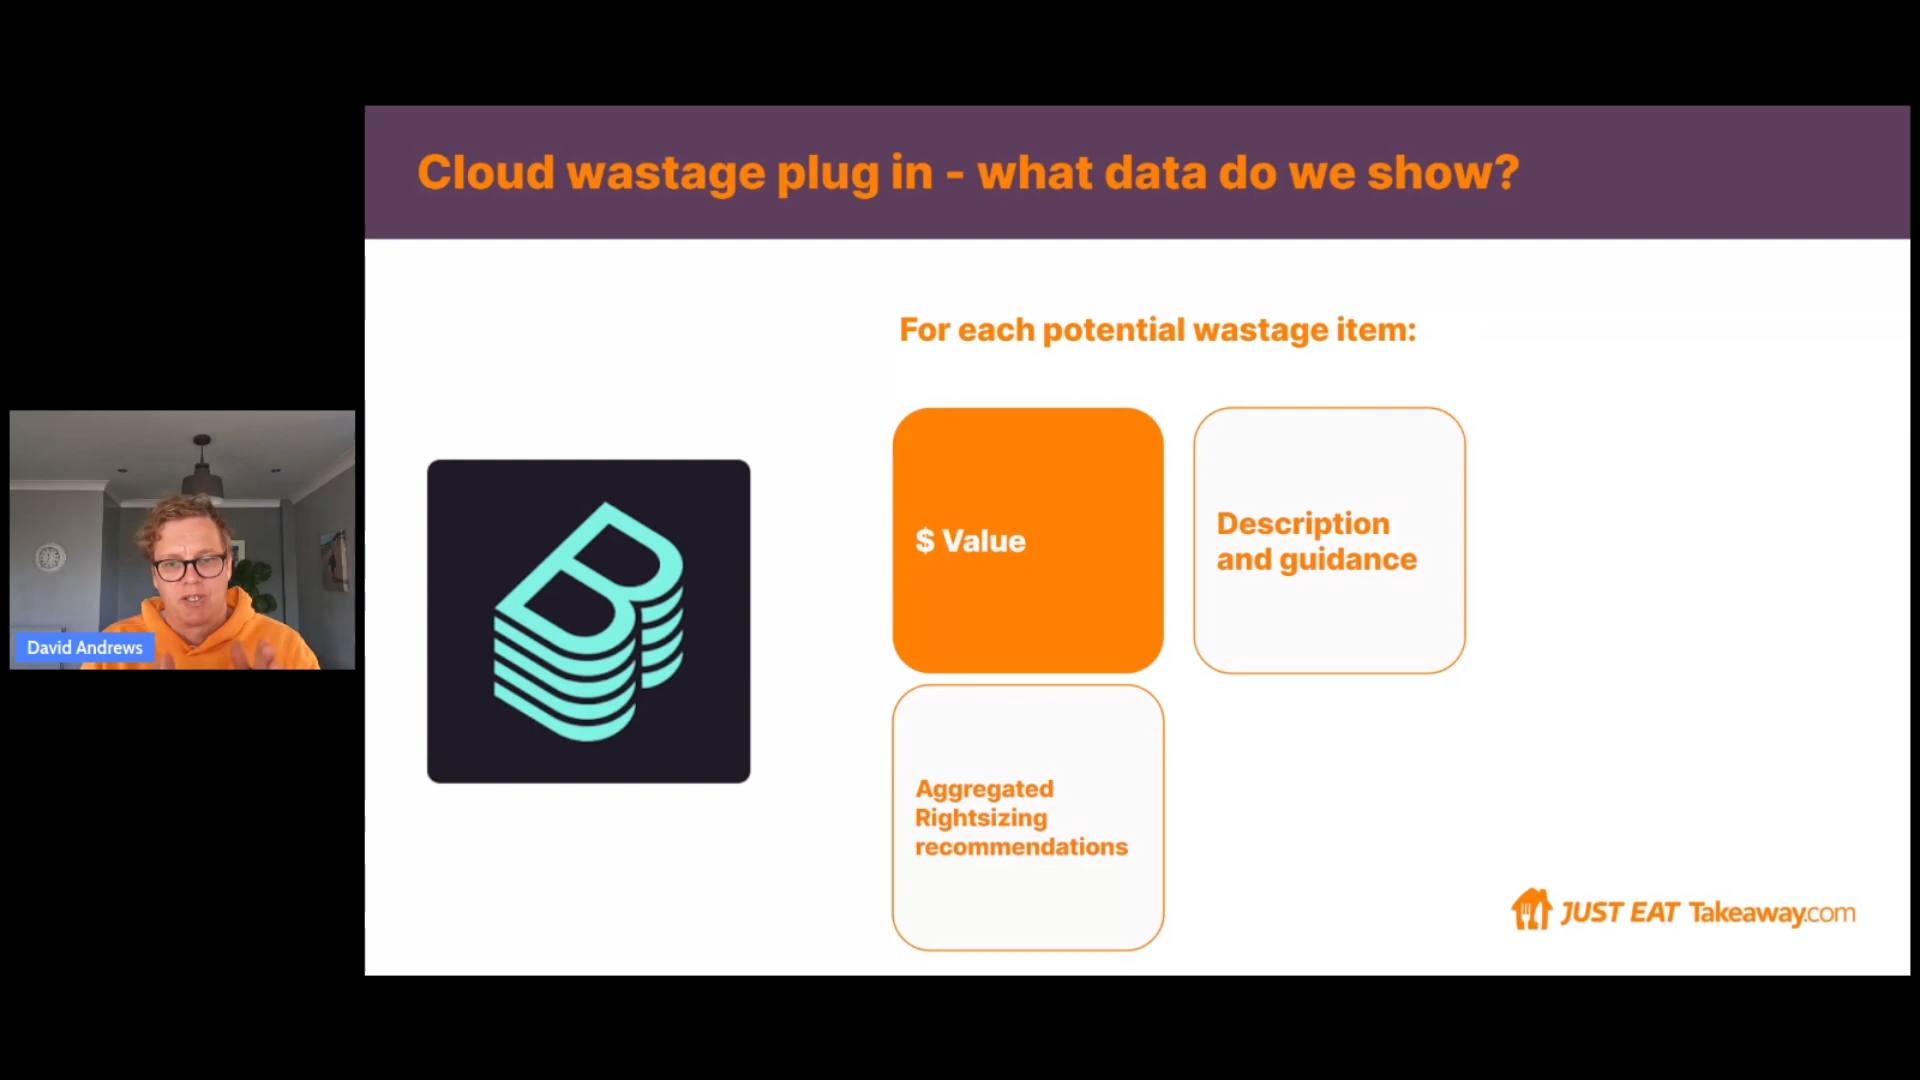 Cloud wastage plug in - what data do we show?
For each potential wastage item:
$ Value
Description
and guidance
Aggregated
Rightsizing
recommendations
David Andrews
JUST EAT Takeaway.com